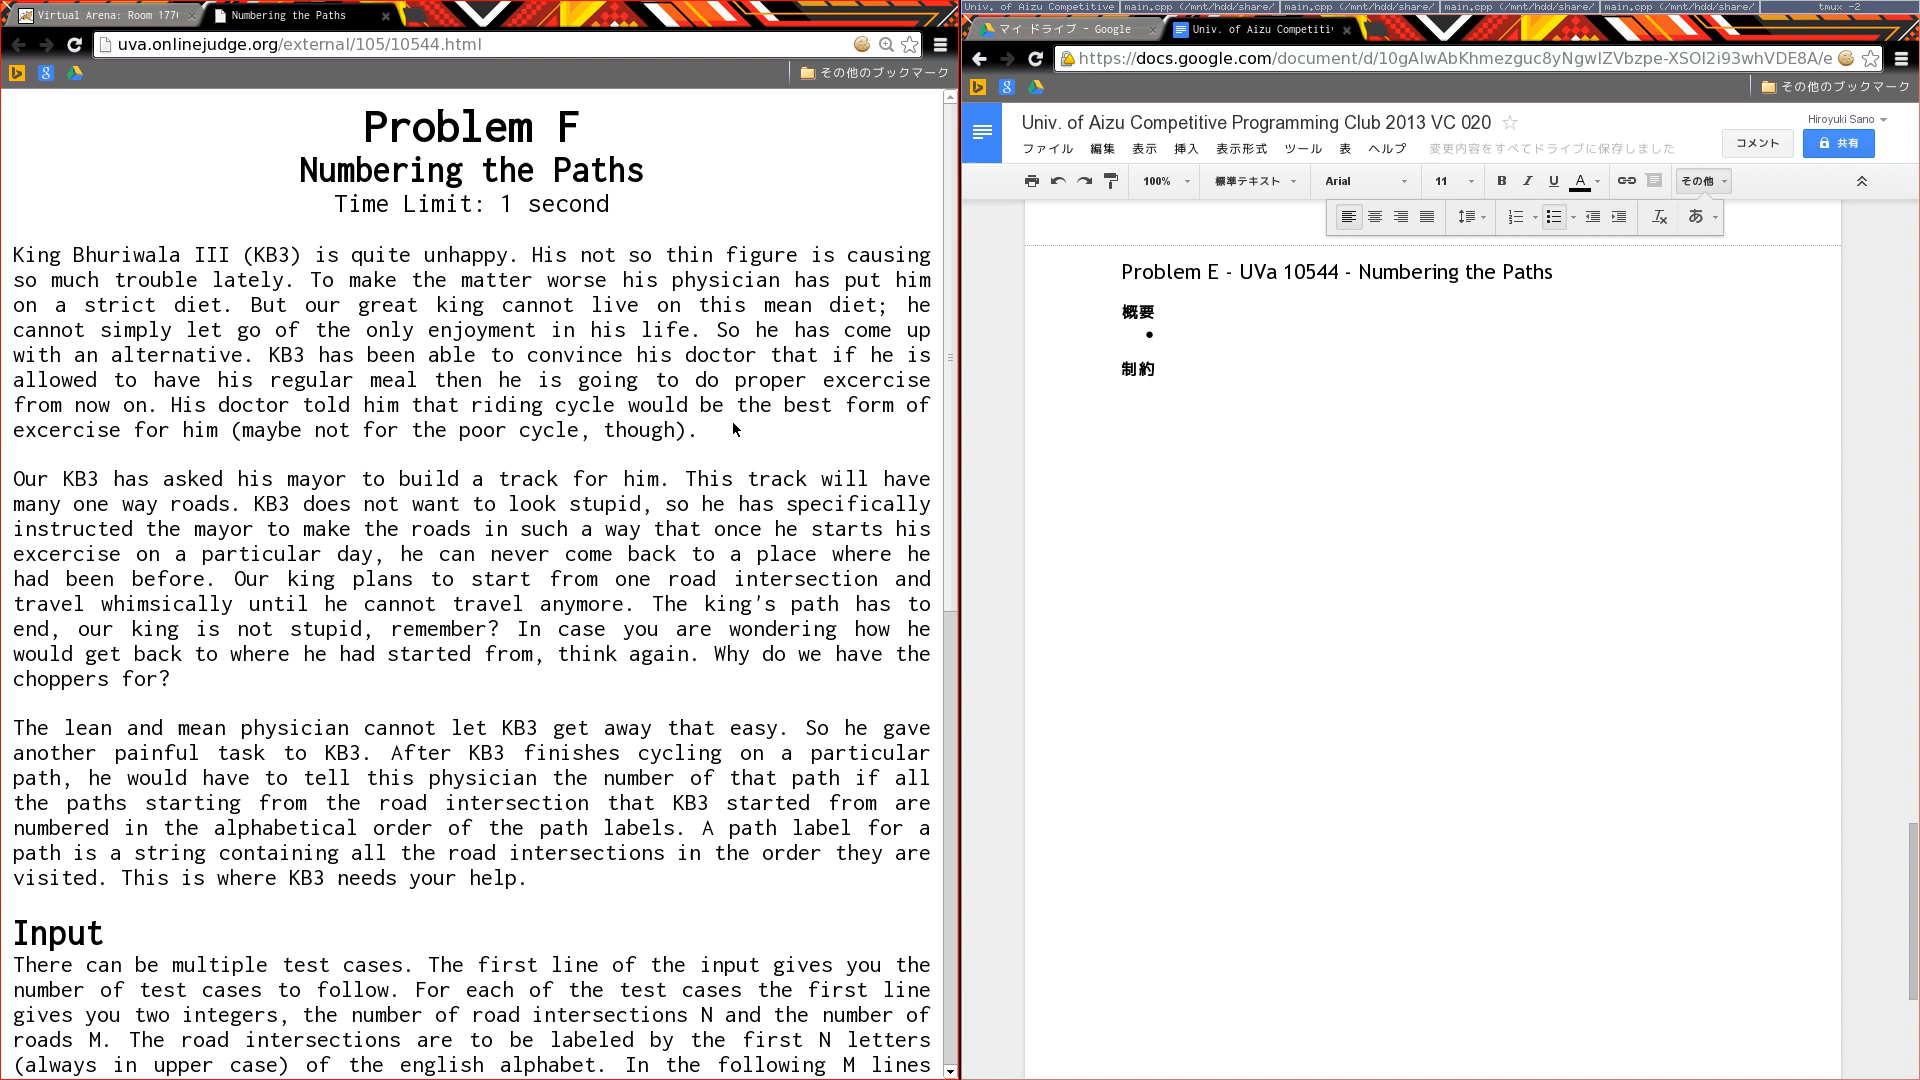 Virtual Arena: Room 177
Numbering the Paths
uva.onlinejudge.org/external/105/10544.html
その他のブックマーク
Problem F
Numbering the Paths
Time Limit: 1 second
King Bhuriwala III (KB3) is quite unhappy. His not so thin figure is causing
so much trouble lately. To make the matter worse his physician has put him
on a strict diet. But our great king cannot live on this mean diet; he
cannot simply let go of the only enjoyment in his life. So he has come up
with an alternative. KB3 has been able to convince his doctor that if he is
allowed to have his regular meal then he is going to do proper excercise
from now on. His doctor told him that riding cycle would be the best form of
excercise for him (maybe not for the poor cycle, though).
Our KB3 has asked his mayor to build a track for him. This track will have
many one way roads. KB3 does not want to look stupid, so he has specifically
instructed the mayor to make the roads in such a way that once he starts his
excercise on a particular day, he can never come back to a place where he
had been before. Our king plans to start from one road intersection and
travel whimsically until he cannot travel anymore. The king's path has to
end, our king is not stupid, remember? In case you are wondering how he
would get back to where he had started from, think again. Why do we have the
choppers for?
The lean and mean physician cannot let KB3 get away that easy. So he gave
another painful task to KB3. After KB3 finishes cycling on a particular
path, he would have to tell this physician the number of that path if all
the paths starting from the road intersection that KB3 started from are
numbered in the alphabetical order of the path labels. A path label for a
path is a string containing all the road intersections in the order they are
visited. This is where KB3 needs your help.
Input
There can be multiple test cases. The first line of the input gives you the
number of test cases to follow. For each of the test cases the first line
gives you two integers, the number of road intersections N and the number of
roads M. The road intersections are to be labeled by the first N letters
(always in upper case) of the english alphabet. In the following M lines
Univ. of Aizu Competitive main.cpp (/mnt/hdd/share/ main.cpp (/mnt/hdd/share/ main.cpp (/mnt/hdd/share/ main.cpp (/mnt/hdd/share/ tmux -2
マイ ドライブ - Google
Univ. of Aizu Competiti
https://docs.google.com/document/d/10gAIwAbKhmezguc8yNgwIZVbzpe-XSOI2i93whVDE8A/e
その他のブックマーク
Univ. of Aizu Competitive Programming Club 2013 VC 020
Hiroyuki Sano
ファイル 編集 表示 挿入 表示形式 ツール 表 ヘルプ 変更内容をすべてドライブに保存しました
コメント 共有
100% 標準テキスト Arial 11 B I U A その他
あ
Problem E - UVa 10544 - Numbering the Paths
概要
制約